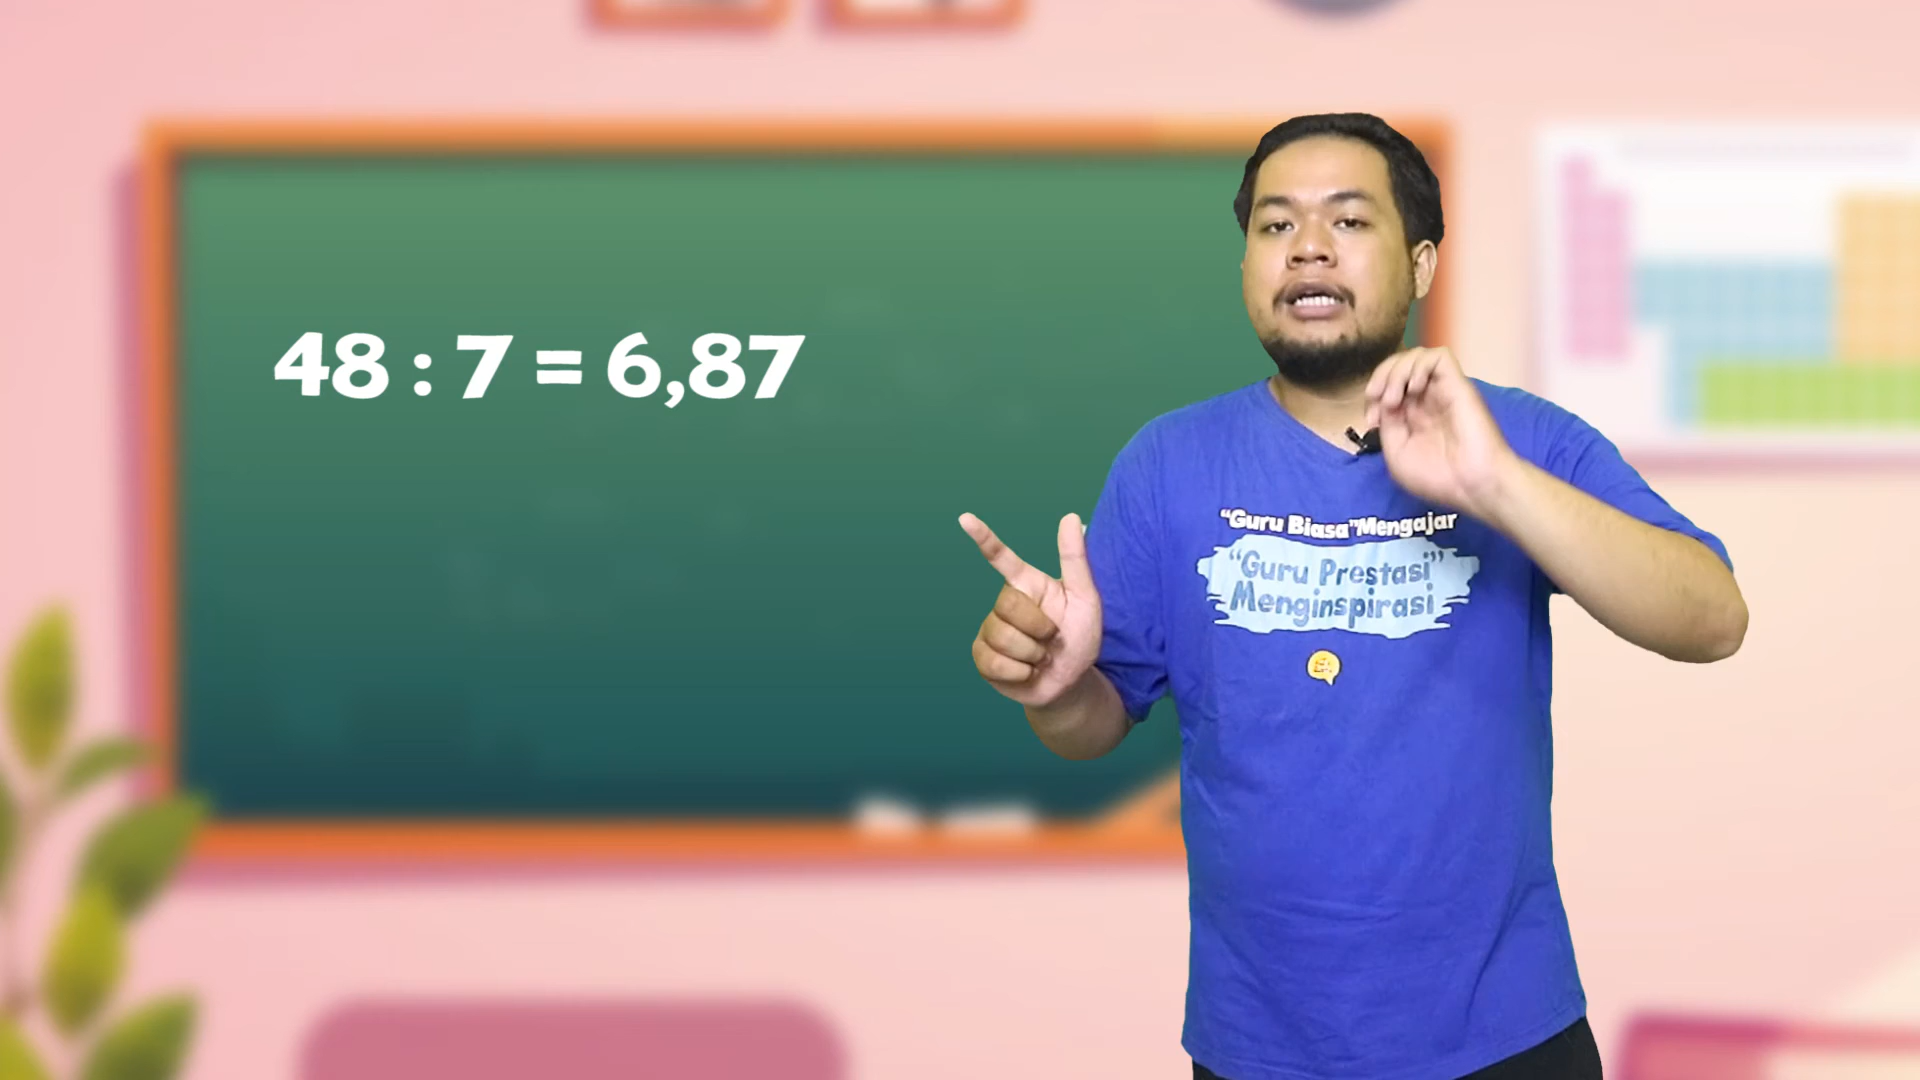 48 : 7 = 6,87
“Guru Biasa” Mengajar
“Guru Prestasi”
Menginspirasi